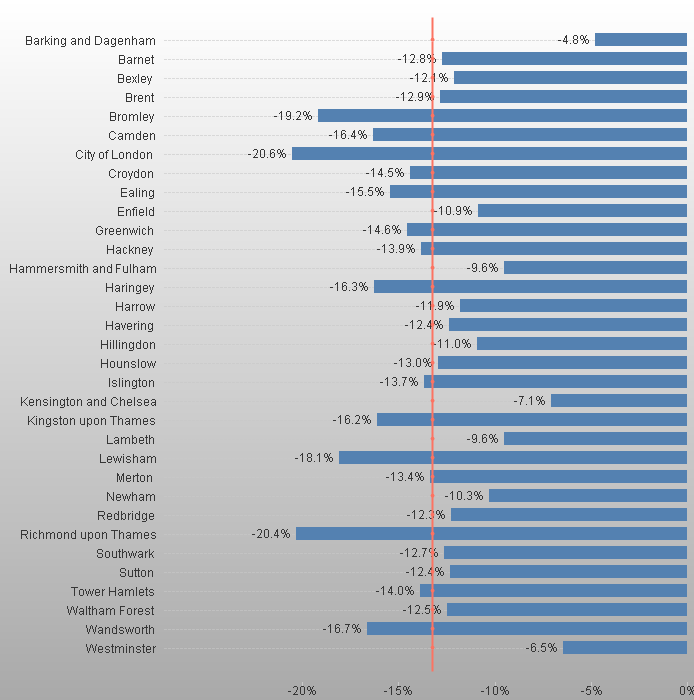 Barking and Dagenham -4.8%
Barnet -12.8%
Bexley -12.1%
Brent -12.9%
Bromley -19.2%
Camden -16.4%
City of London -20.6%
Croydon -14.5%
Ealing -15.5%
Enfield -10.9%
Greenwich -14.6%
Hackney -13.9%
Hammersmith and Fulham -9.6%
Haringey -16.3%
Harrow -11.9%
Havering -12.4%
Hillingdon -11.0%
Hounslow -13.0%
Islington -13.7%
Kensington and Chelsea -7.1%
Kingston upon Thames -16.2%
Lambeth -9.6%
Lewisham -18.1%
Merton -13.4%
Newham -10.3%
Redbridge -12.3%
Richmond upon Thames -20.4%
Southwark -12.7%
Sutton -12.4%
Tower Hamlets -14.0%
Waltham Forest -12.5%
Wandsworth -16.7%
Westminster -6.5%
-20% -15% -10% -5% 0%